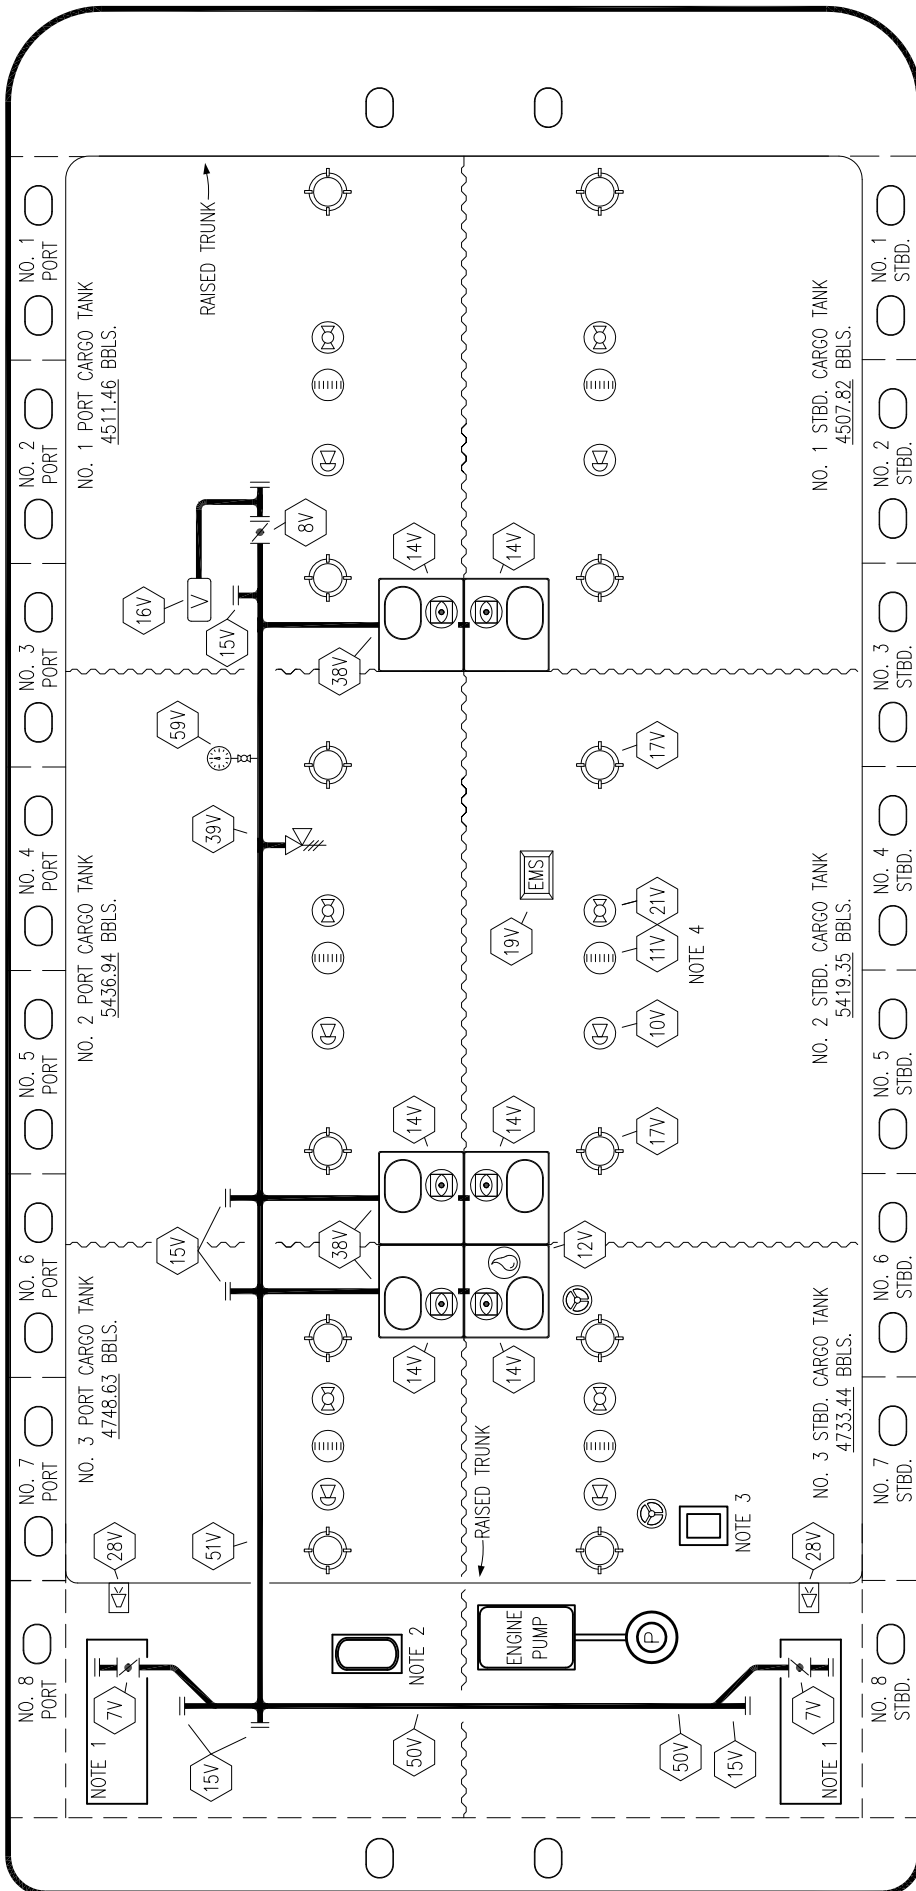 NO. 1
PORT
NO. 2
PORT
NO. 3
PORT
NO. 4
PORT
NO. 5
PORT
NO. 6
PORT
NO. 7
PORT
NO. 8
PORT
RAISED TRUNK
NO. 1 PORT CARGO TANK
4511.46 BBLS.
NO. 2 PORT CARGO TANK
5436.94 BBLS.
NO. 3 PORT CARGO TANK
4748.63 BBLS.
16V
V
15V
8V
59V
39V
15V
51V
28V
7V
NOTE 1
15V
38V
38V
14V
14V
14V
14V
14V
14V
12V
RAISED TRUNK
NOTE 2
ENGINE
PUMP
P
50V
50V
15V
19V
EMS
17V
21V
11V
10V
17V
NOTE 4
NOTE 3
28V
7V
NOTE 1
NO. 1 STBD. CARGO TANK
4507.82 BBLS.
NO. 2 STBD. CARGO TANK
5419.35 BBLS.
NO. 3 STBD. CARGO TANK
4733.44 BBLS.
NO. 1
STBD.
NO. 2
STBD.
NO. 3
STBD.
NO. 4
STBD.
NO. 5
STBD.
NO. 6
STBD.
NO. 7
STBD.
NO. 8
STBD.